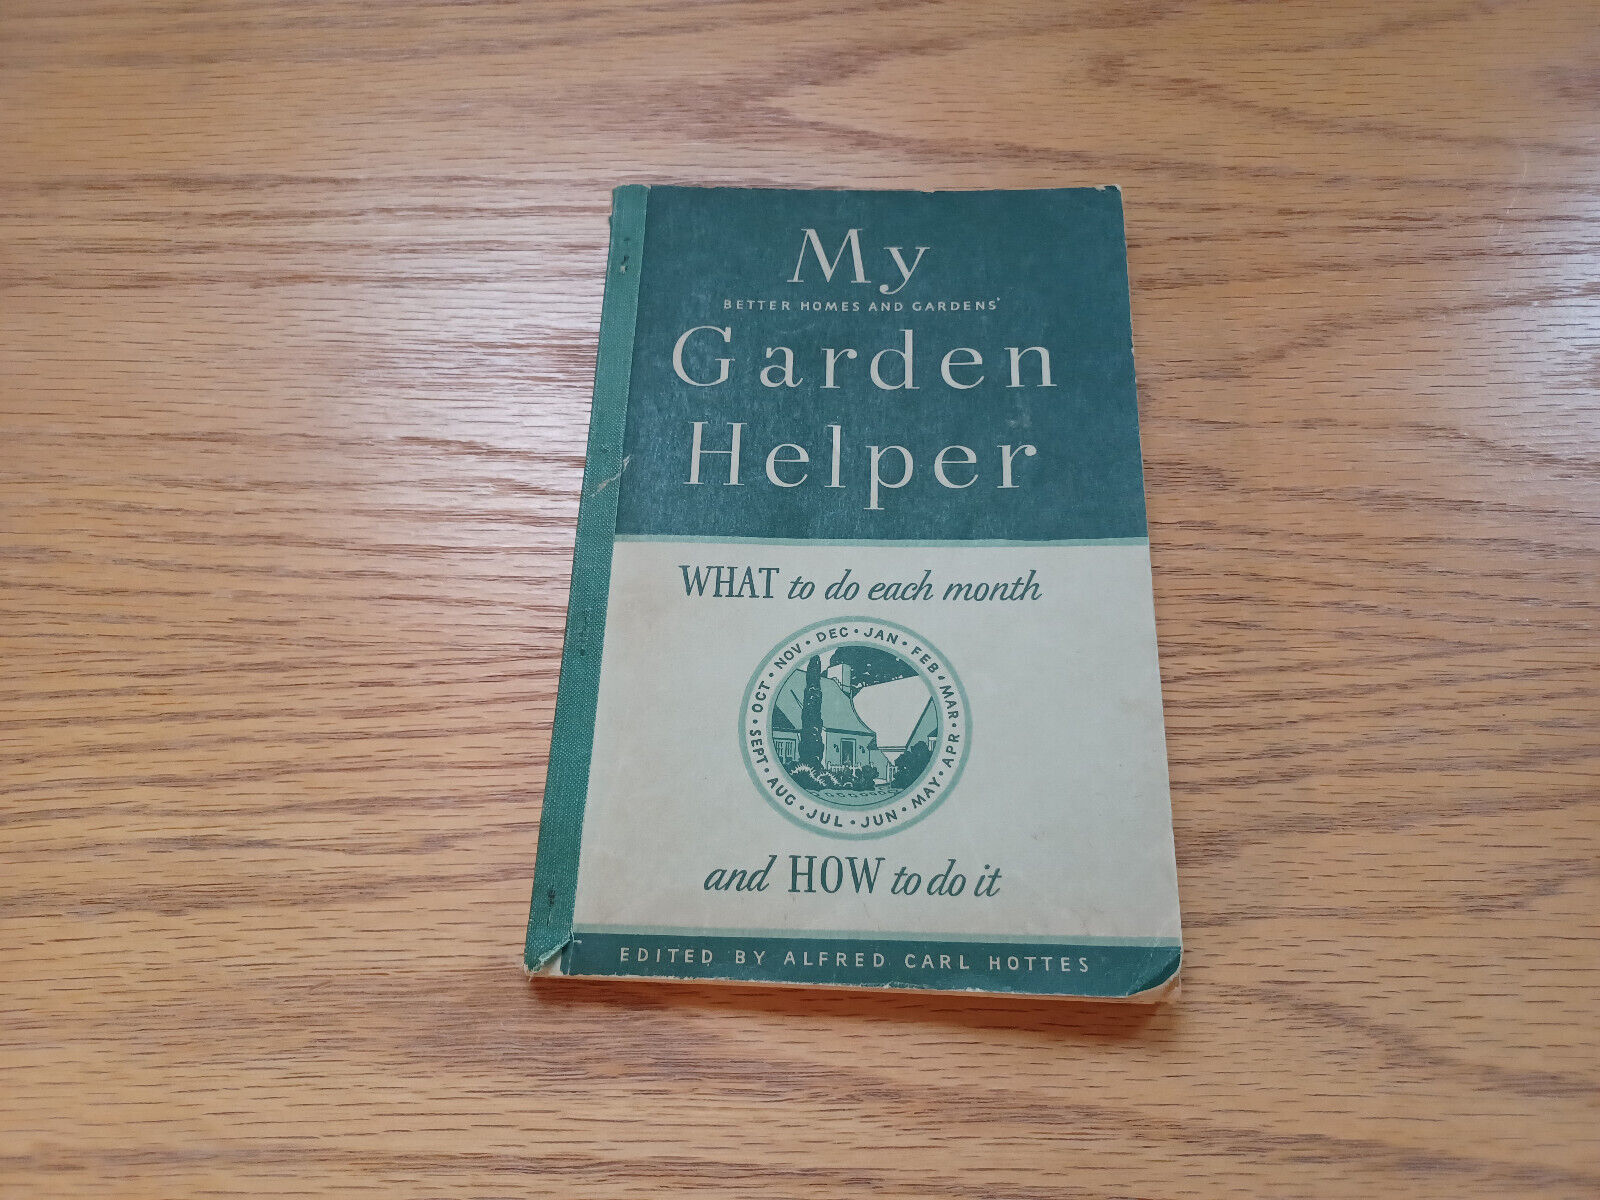 My
BETTER HOMES AND GARDENS'
Garden
Helper
WHAT to do each month
JAN • FEB • MAR • APR • MAY • JUN • JUL • AUG • SEPT • OCT • NOV • DEC •
and HOW to do it
EDITED BY ALFRED CARL HOTTES